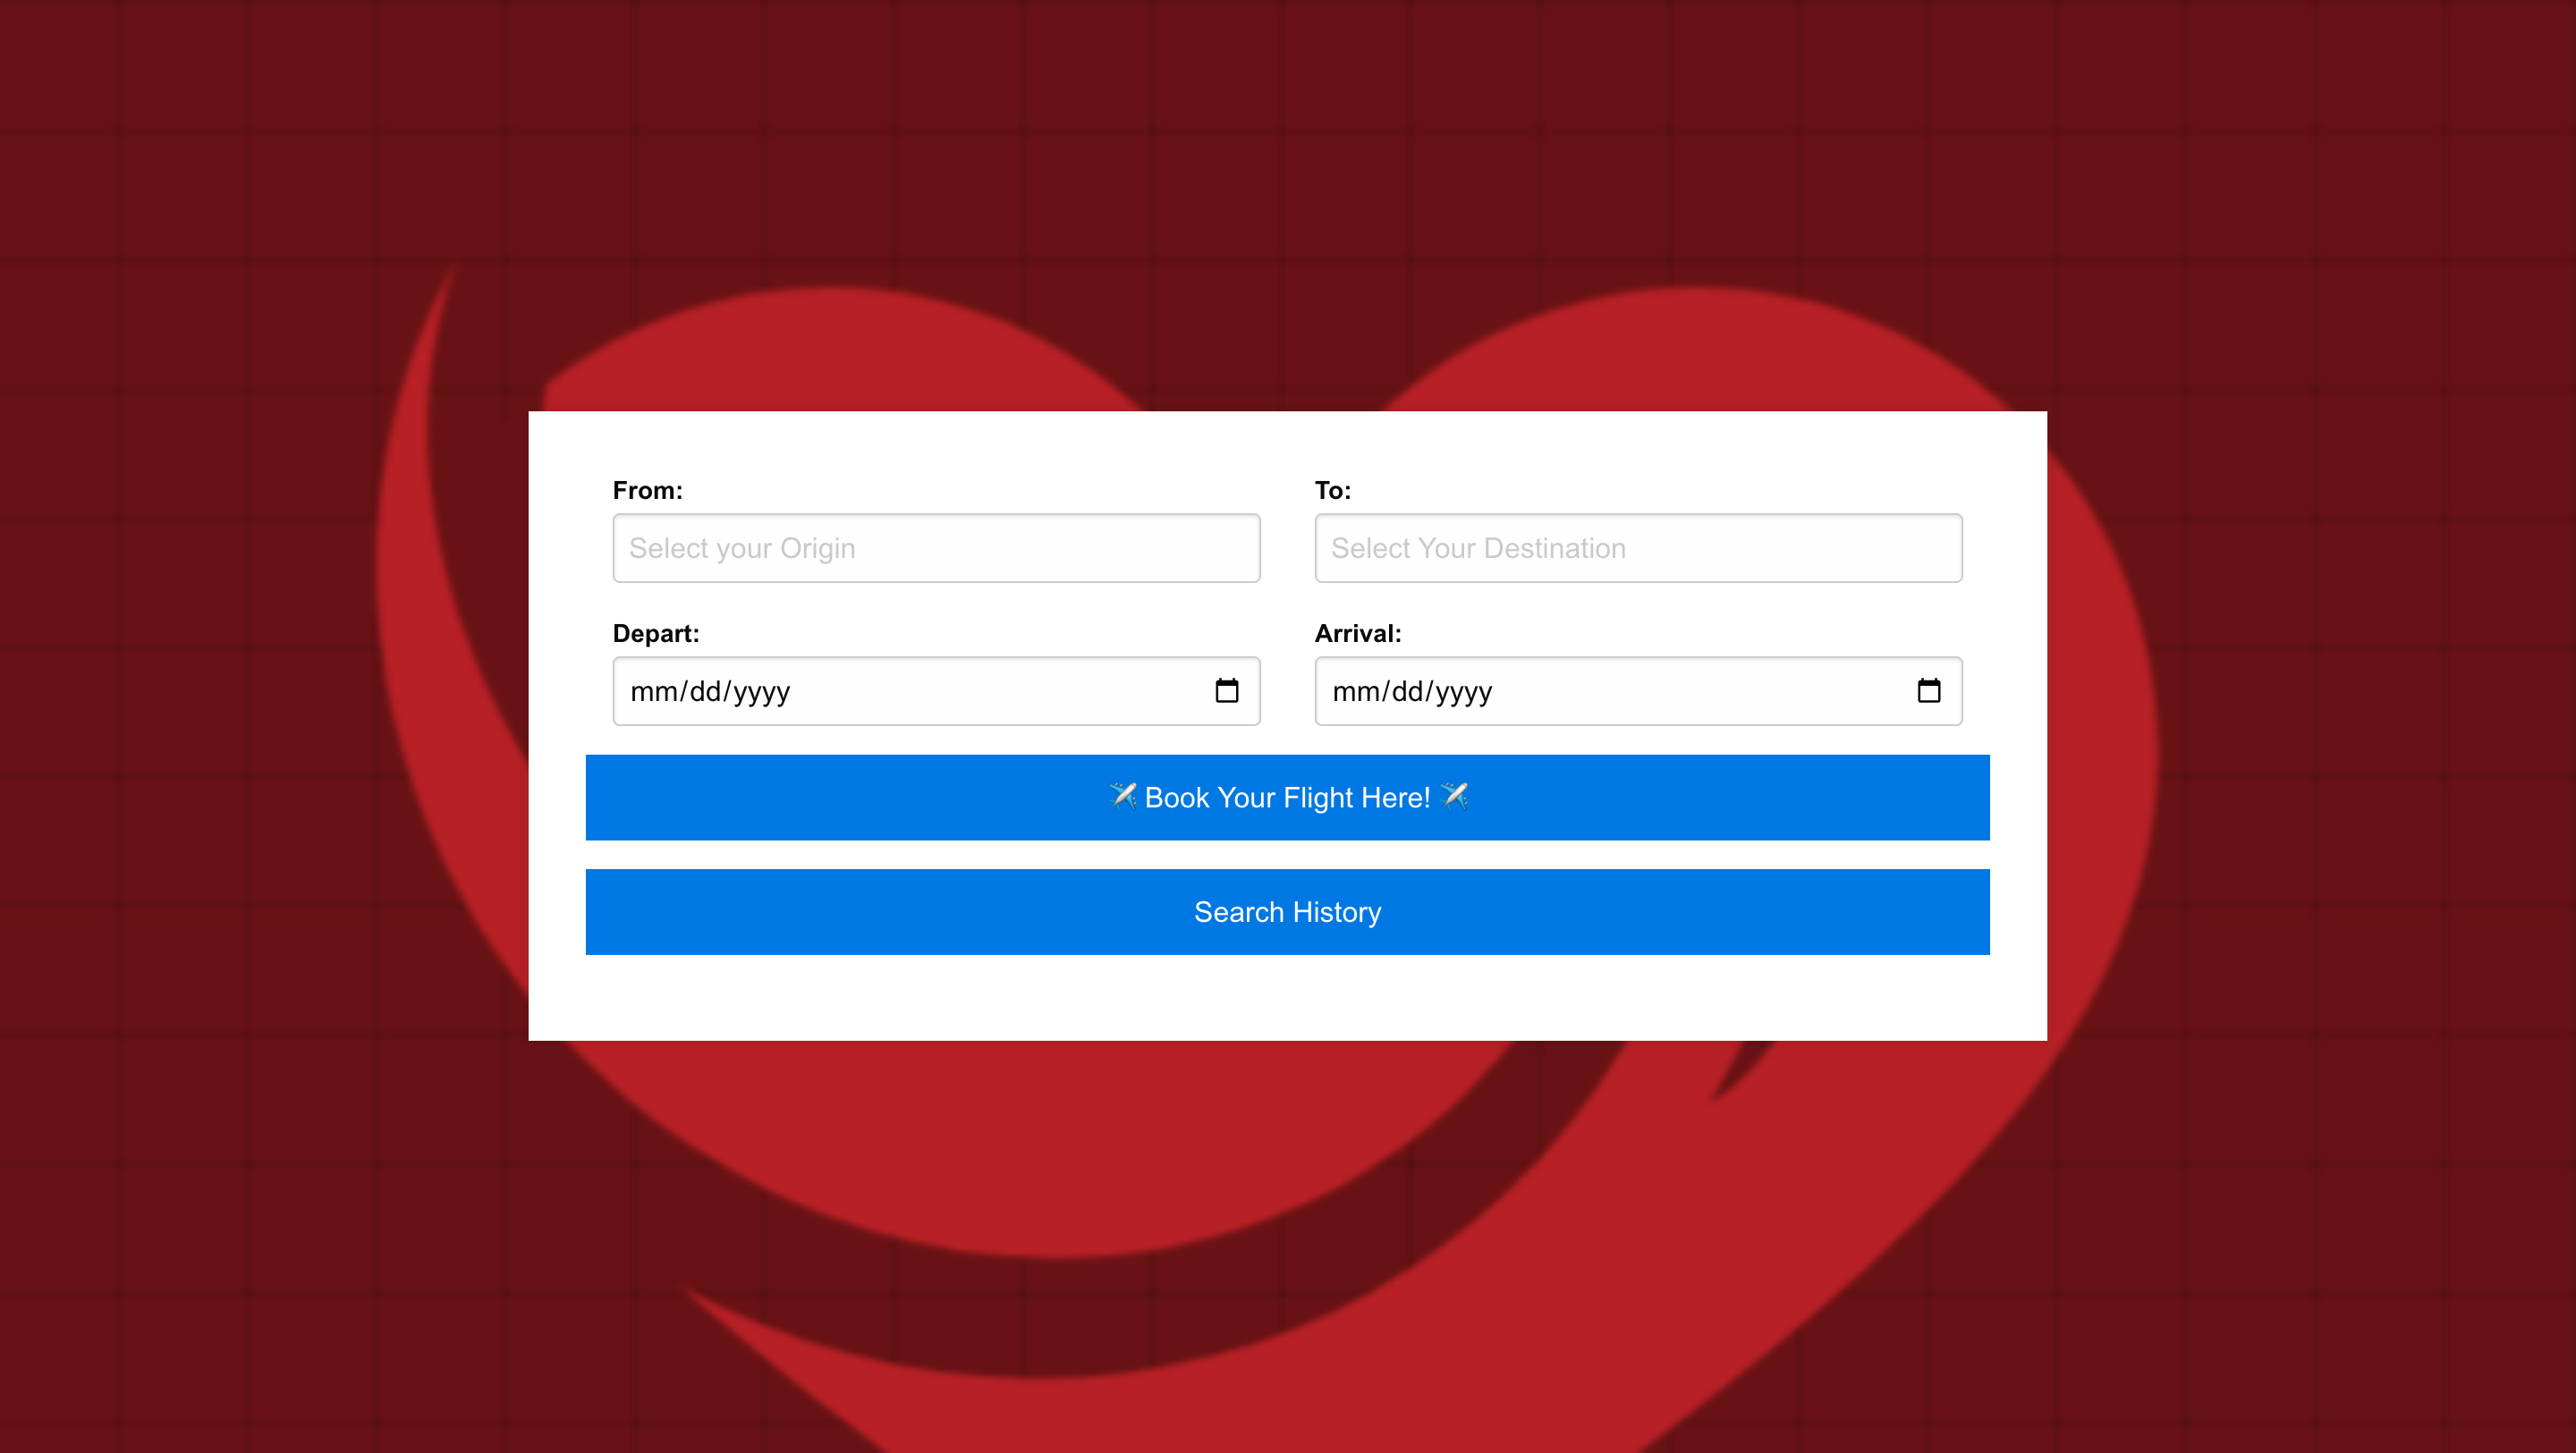 From: To:
Select your Origin Select Your Destination
Depart: Arrival:
mm/dd/yyyy mm/dd/yyyy
✈️ Book Your Flight Here! ✈️
Search History